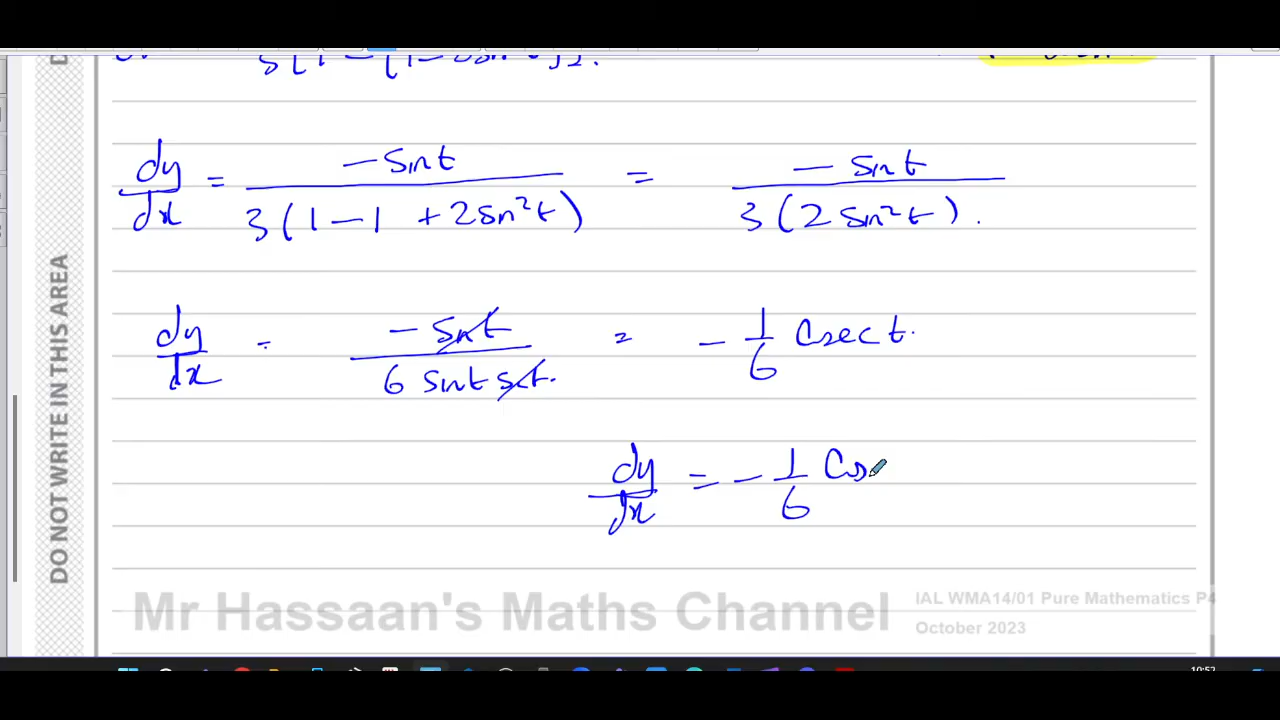 dy/dx = -sint / 3(1-1 +2sin²t) = -sint / 3(2sin²t).
dy/dx = -sint / 6 sint sint. = -1/6 Cosec t.
dy/dx = -1/6 Cos
DO NOT WRITE IN THIS AREA
Mr Hassaan's Maths Channel
IAL WMA14/01 Pure Mathematics P4
October 2023